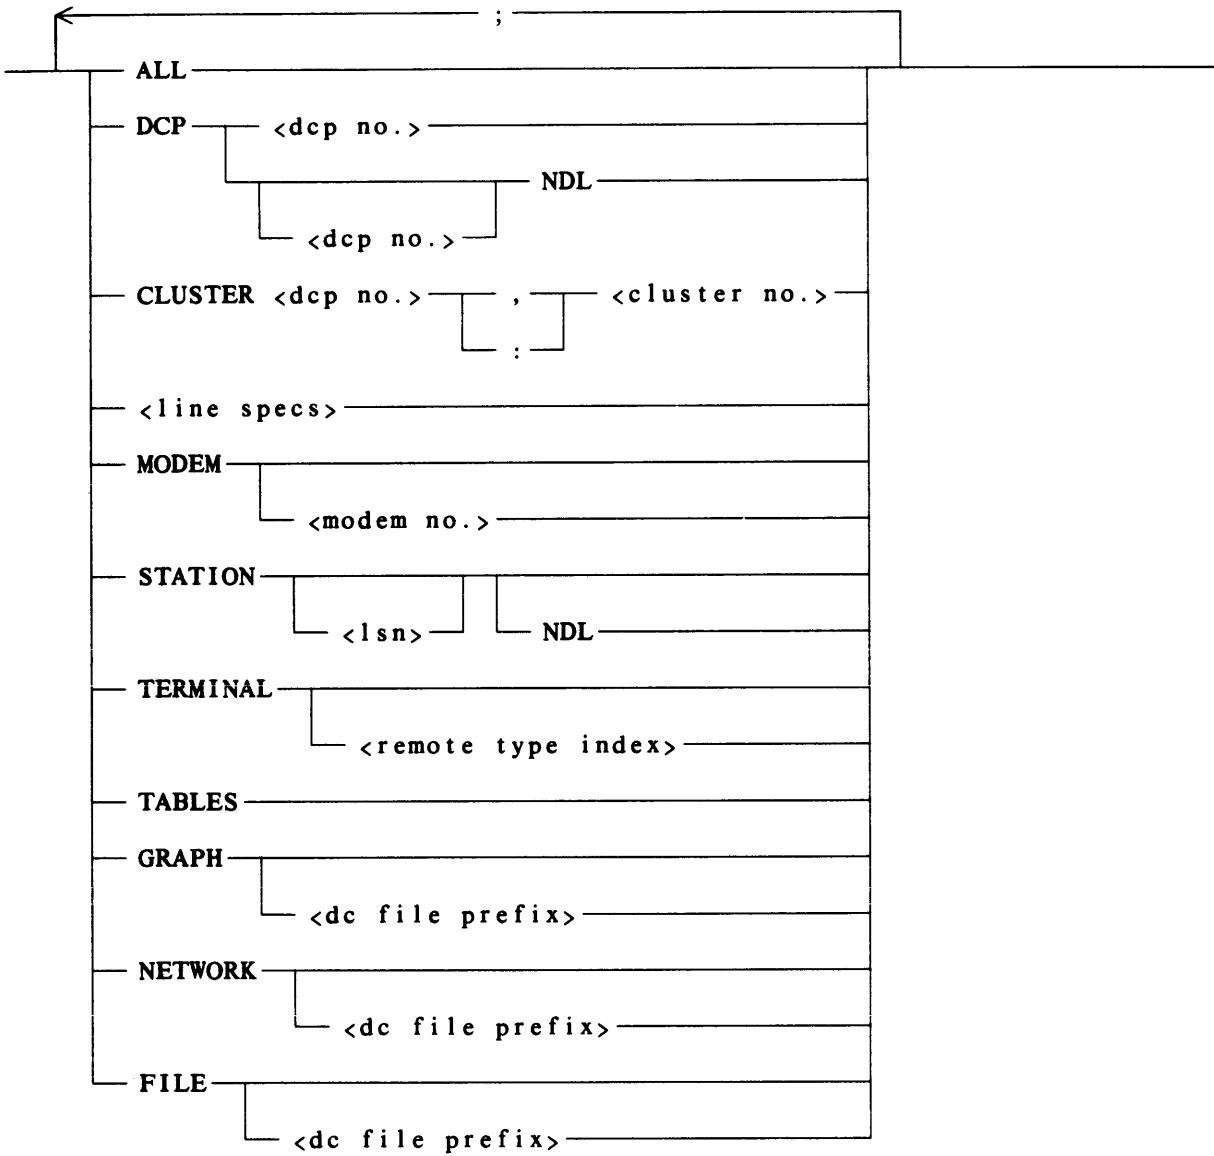 ;
ALL
DCP <dcp no.>
NDL
<dcp no.>
CLUSTER <dcp no.> , <cluster no.>
:
<line specs>
MODEM
<modem no.>
STATION
<lsn> NDL
TERMINAL
<remote type index>
TABLES
GRAPH
<dc file prefix>
NETWORK
<dc file prefix>
FILE
<dc file prefix>